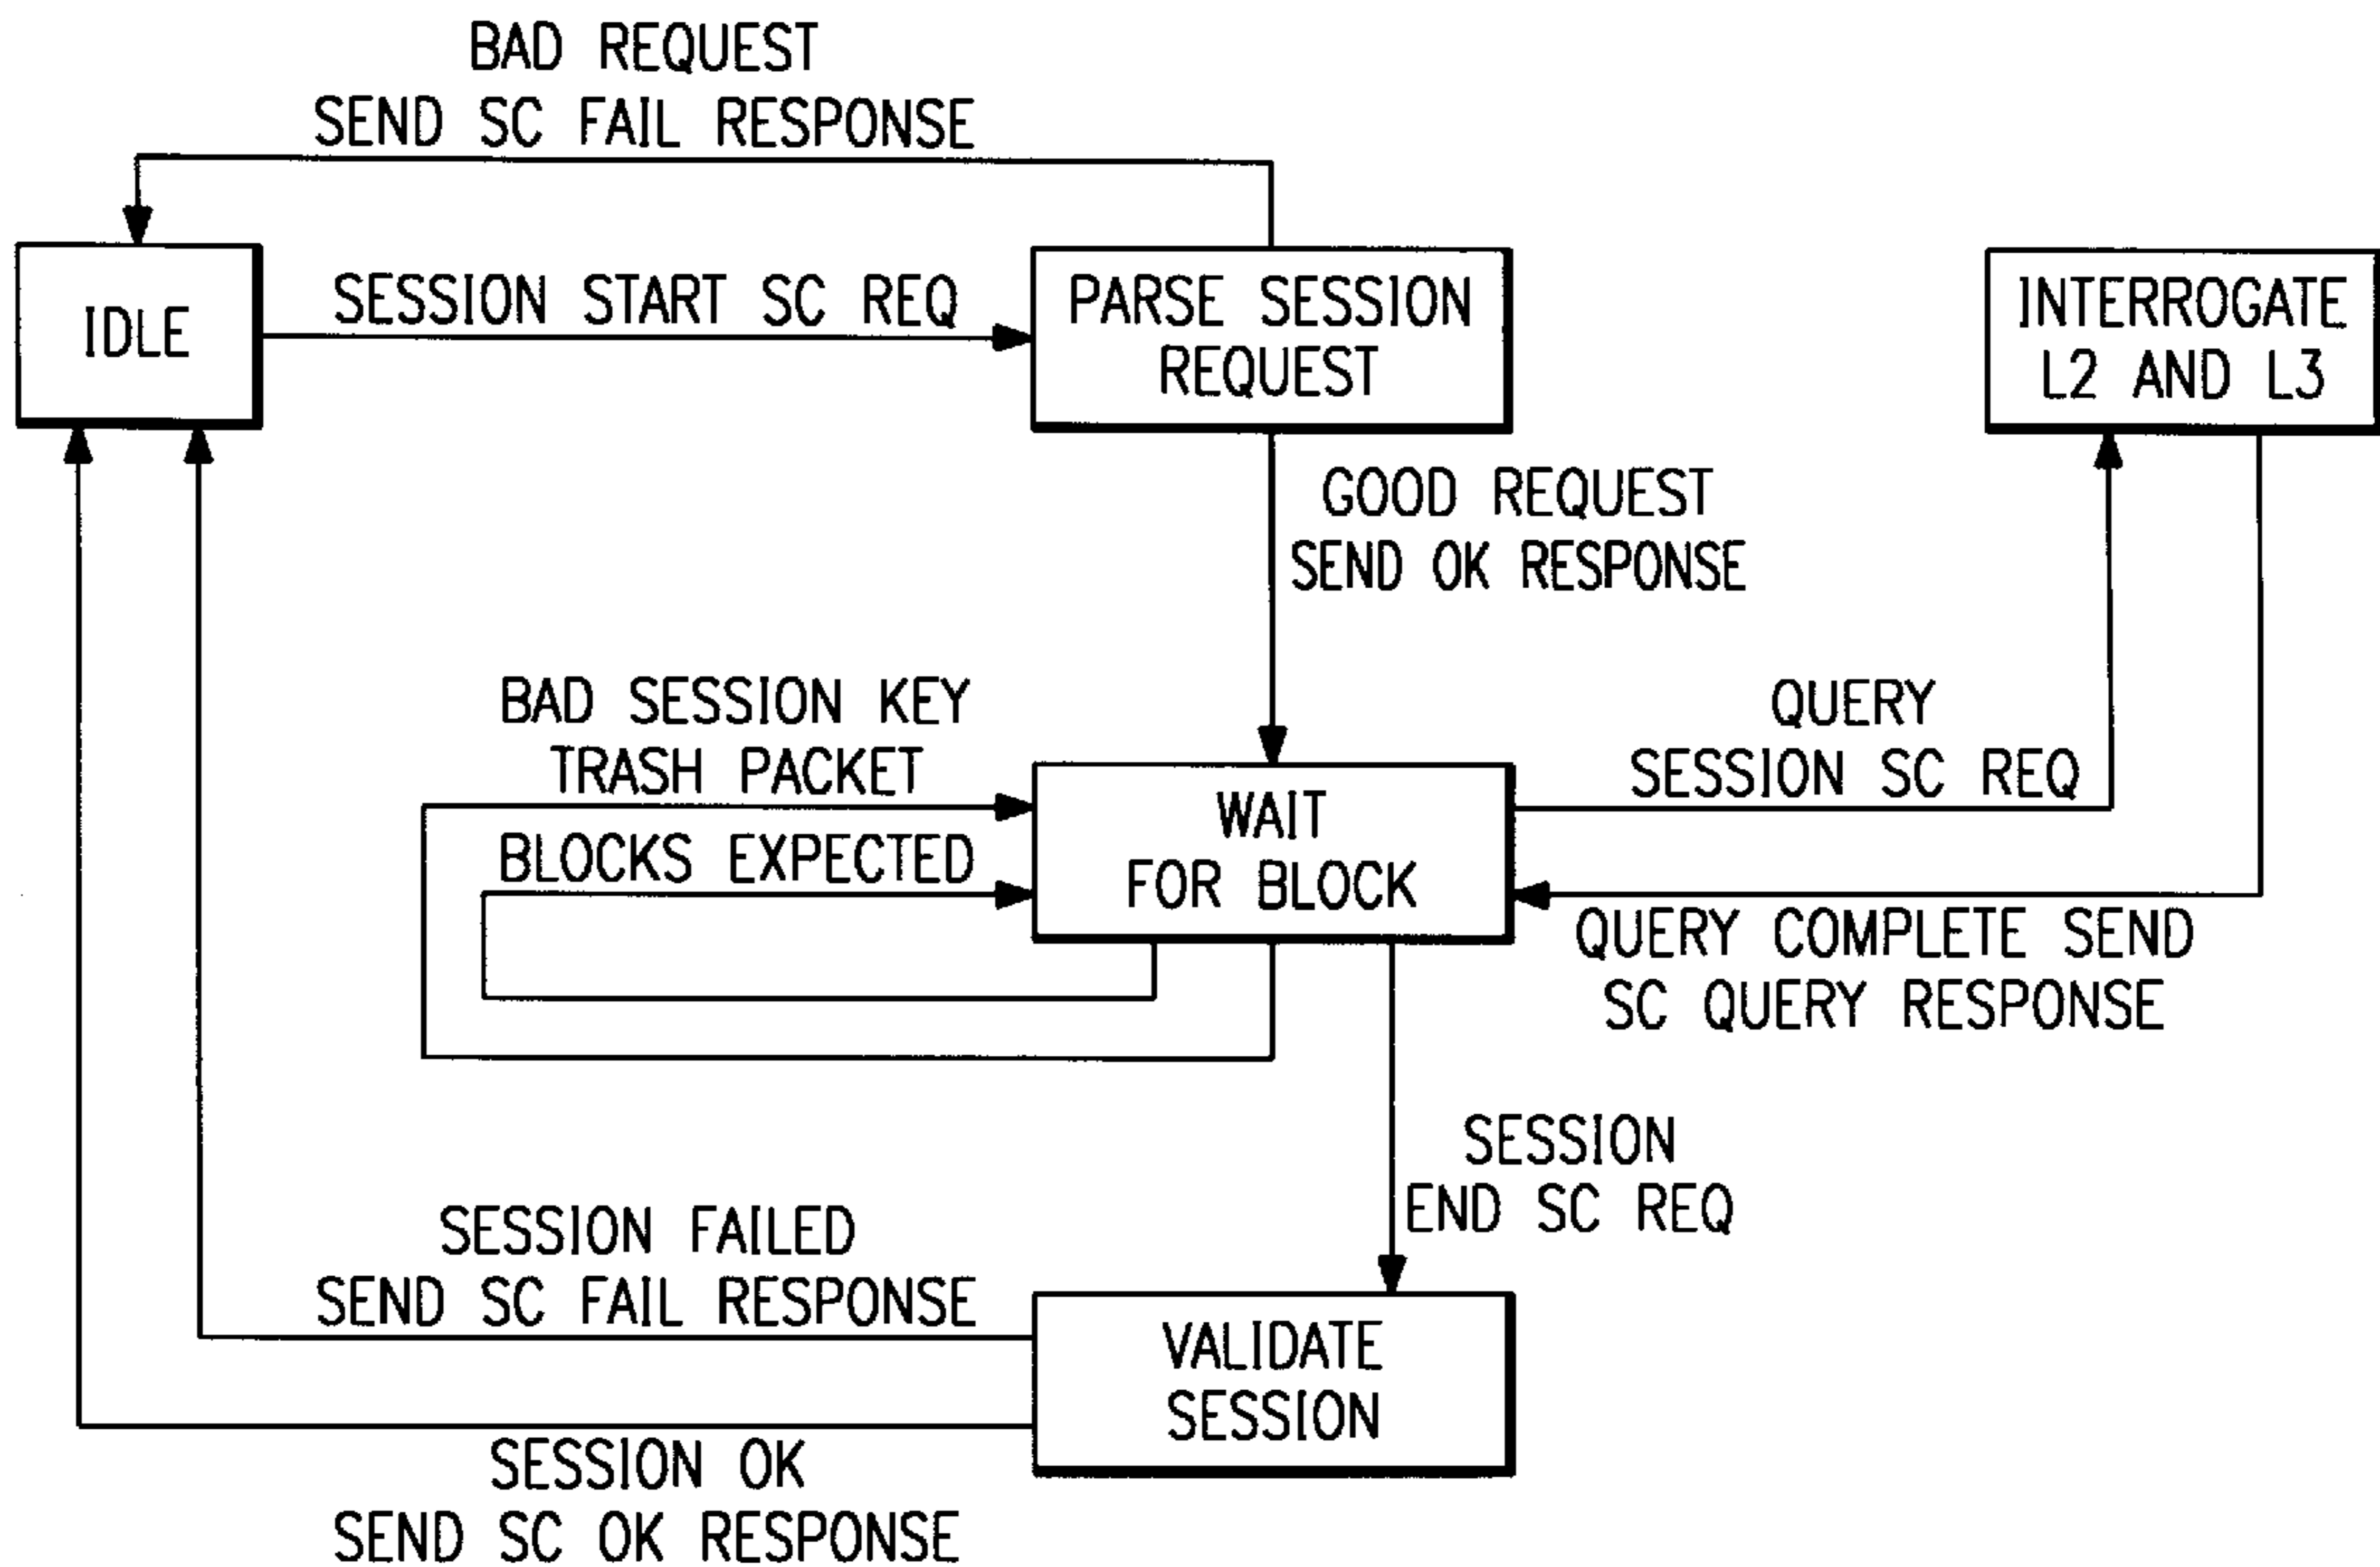 BAD REQUEST
SEND SC FAIL RESPONSE
IDLE
SESSION START SC REQ
PARSE SESSION
REQUEST
INTERROGATE
L2 AND L3
GOOD REQUEST
SEND OK RESPONSE
BAD SESSION KEY
TRASH PACKET
BLOCKS EXPECTED
WAIT
FOR BLOCK
QUERY
SESSION SC REQ
QUERY COMPLETE SEND
SC QUERY RESPONSE
SESSION
END SC REQ
SESSION FAILED
SEND SC FAIL RESPONSE
VALIDATE
SESSION
SESSION OK
SEND SC OK RESPONSE